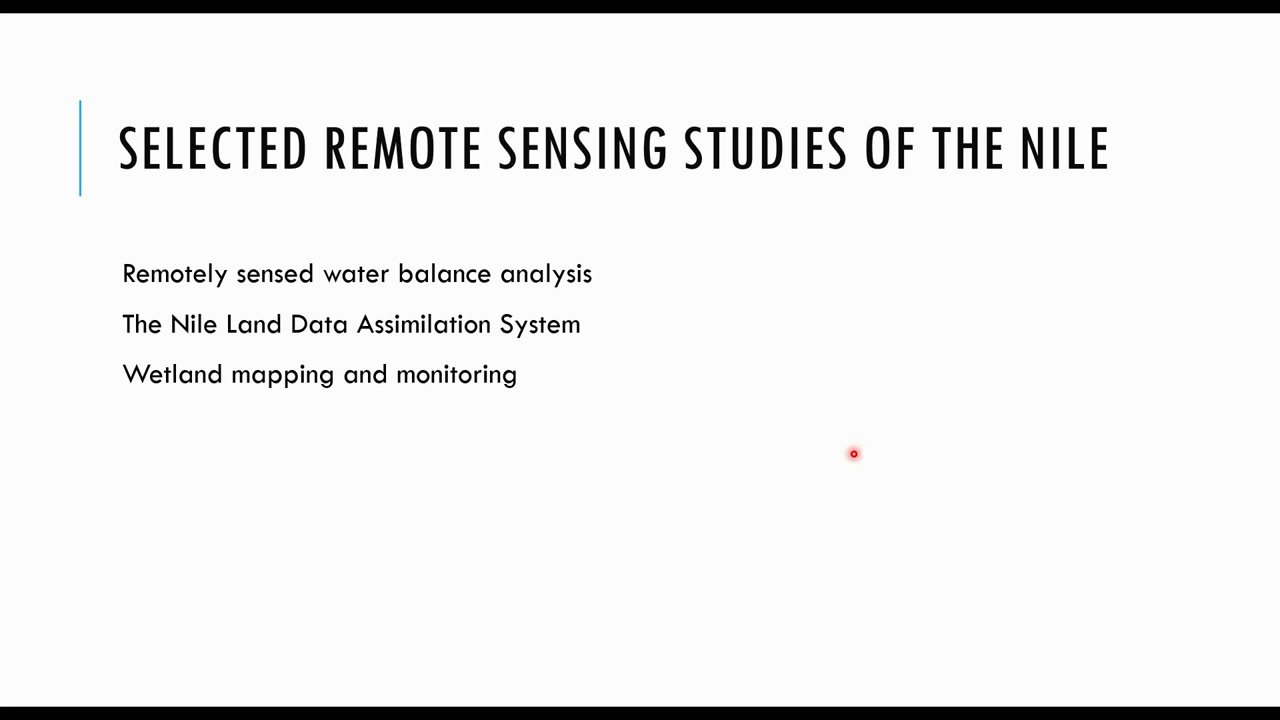 SELECTED REMOTE SENSING STUDIES OF THE NILE
Remotely sensed water balance analysis
The Nile Land Data Assimilation System
Wetland mapping and monitoring